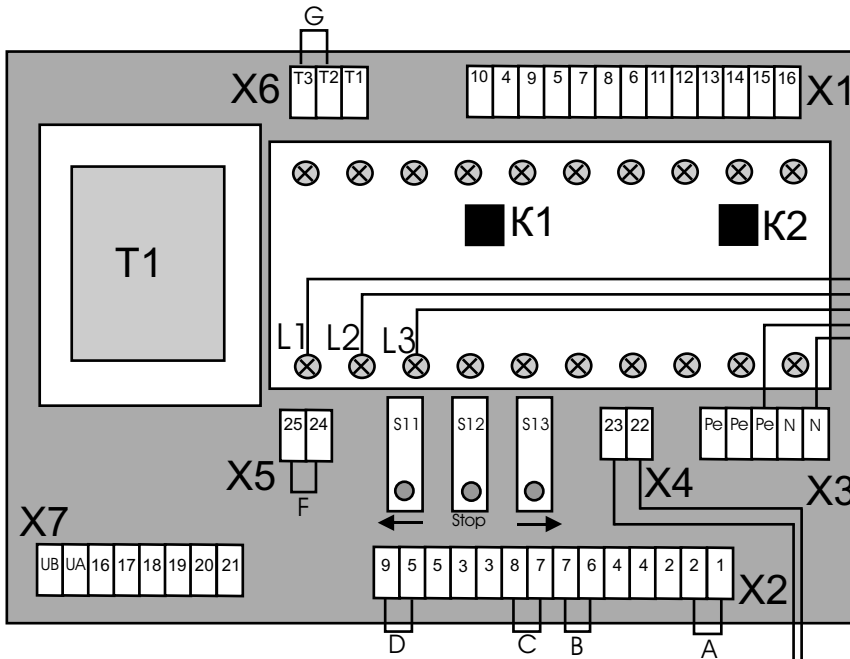 G
X6 T3 T2 T1
10 4 9 5 7 8 6 11 12 13 14 15 16 X1
T1
K1 K2
L1 L2 L3
25 24
X5
F
S11 S12 S13
Stop
23 22
X4
Pe Pe Pe N N
X3
X7
UB UA 16 17 18 19 20 21
9 5 5 3 3 8 7 7 6 4 4 2 2 1 X2
D C B A